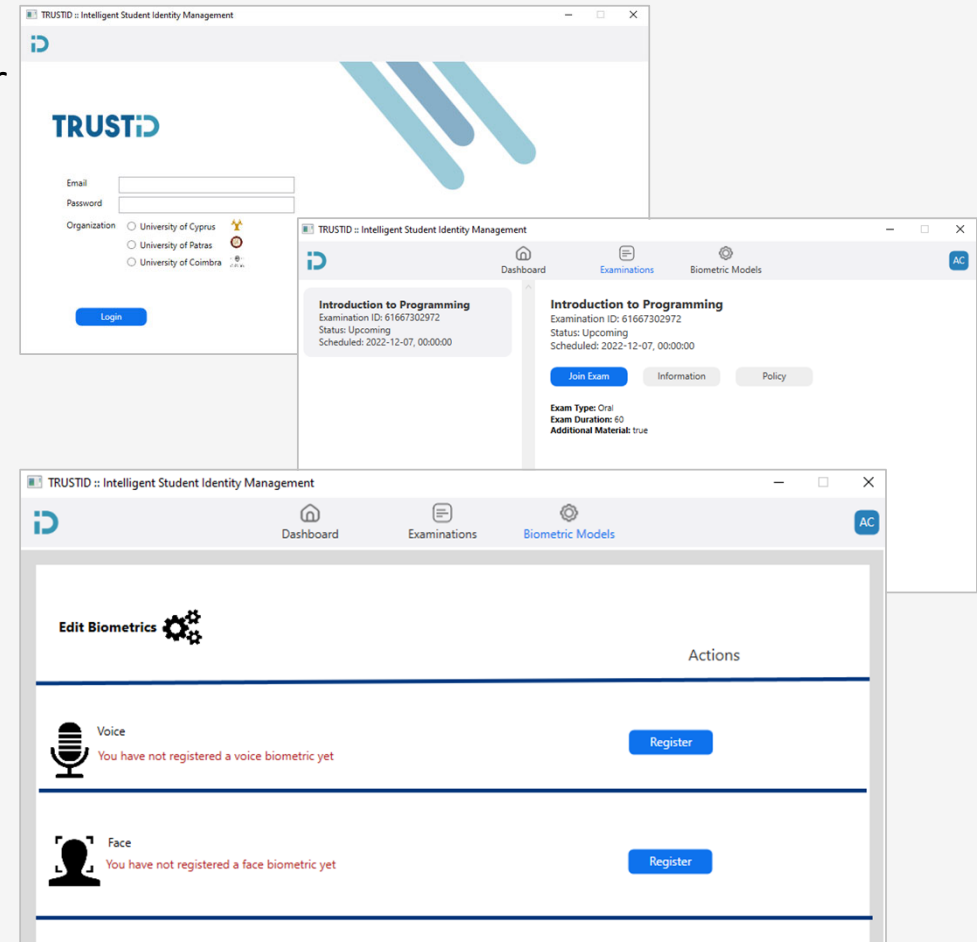 TRUSTID :: Intelligent Student Identity Management
iD
TRUSTiD
Email
Password
Organization
University of Cyprus
University of Patras
University of Coimbra
Login
TRUSTID :: Intelligent Student Identity Management
iD
Dashboard
Examinations
Biometric Models
AC
Introduction to Programming
Examination ID: 61667302972
Status: Upcoming
Scheduled: 2022-12-07, 00:00:00
Introduction to Programming
Examination ID: 61667302972
Status: Upcoming
Scheduled: 2022-12-07, 00:00:00
Join Exam
Information
Policy
Exam Type: Oral
Exam Duration: 60
Additional Material: true
TRUSTID :: Intelligent Student Identity Management
iD
Dashboard
Examinations
Biometric Models
AC
Edit Biometrics
Actions
Voice
You have not registered a voice biometric yet
Register
Face
You have not registered a face biometric yet
Register